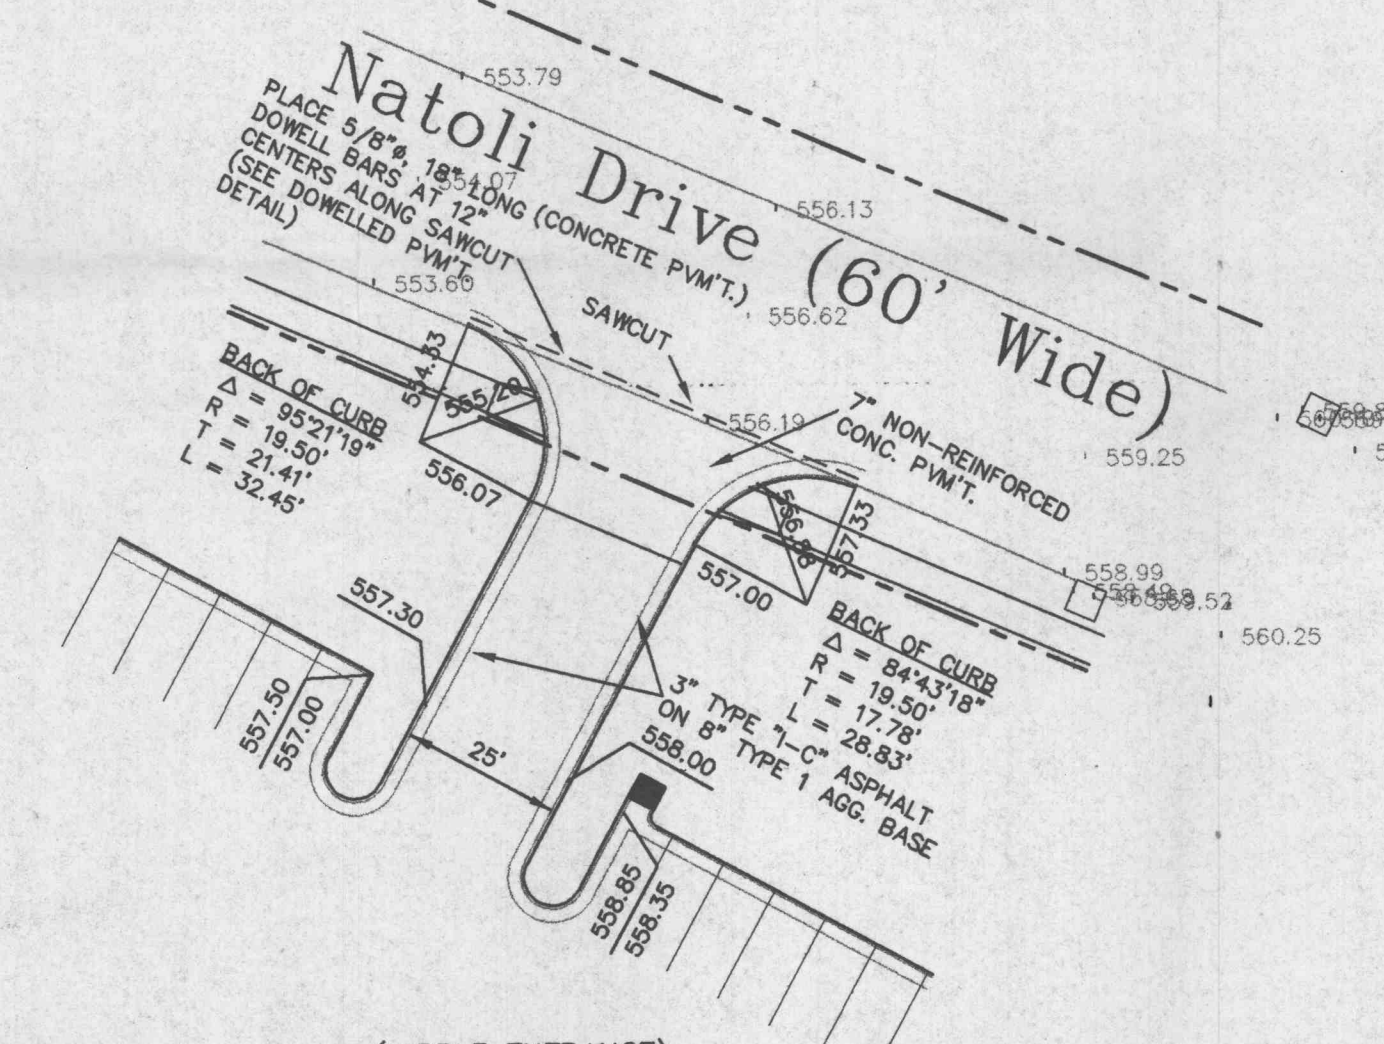 553.79
Natoli Drive (60' Wide)
PLACE 5/8"ø, 18" LONG (CONCRETE PVM'T.)
DOWELL BARS AT 12"
CENTERS ALONG SAWCUT
(SEE DOWELLED PVM'T.
DETAIL)
554.07
556.13
553.60
556.62
SAWCUT
554.33
556.19
7" NON-REINFORCED
CONC. PVM'T.
559.25
BACK OF CURB
Δ = 95°21'19"
R = 19.50'
T = 21.41'
L = 32.45'
556.07
557.33
557.00
558.99
559.52
560.25
557.30
BACK OF CURB
Δ = 84°43'18"
R = 19.50'
T = 17.78'
L = 28.83'
557.50
557.00
25'
3" TYPE "I-C" ASPHALT
ON 8" TYPE 1 AGG. BASE
558.00
558.85
558.35